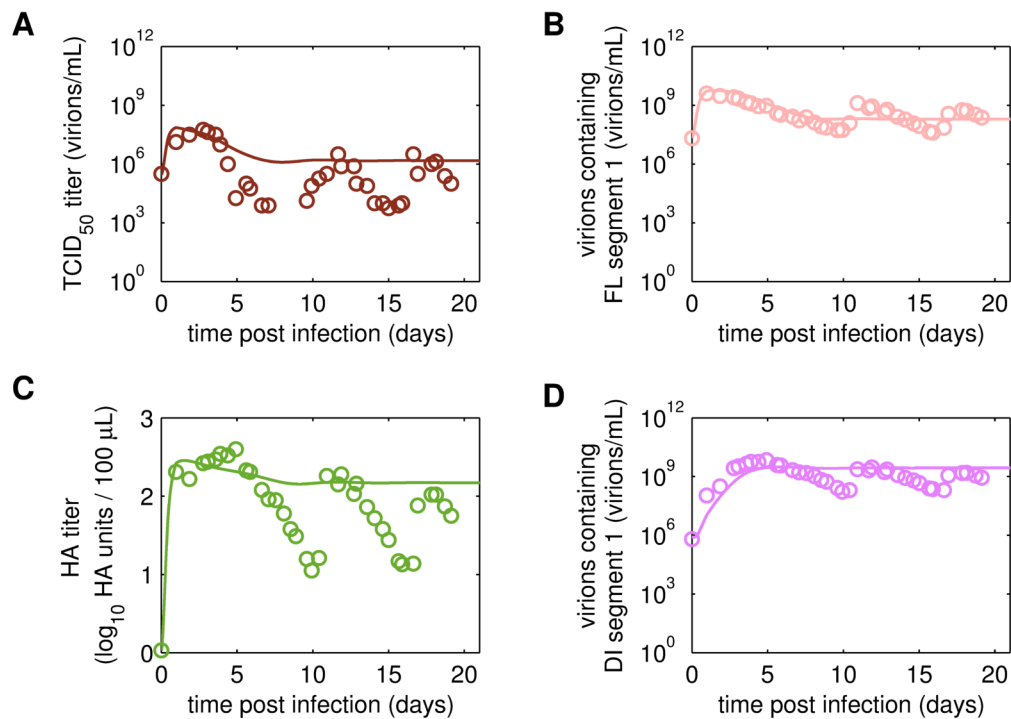 A
TCID50 titer (virions/mL)
10^12
10^9
10^6
10^3
10^0
0 5 10 15 20
time post infection (days)
B
virions containing
FL segment 1 (virions/mL)
10^12
10^9
10^6
10^3
10^0
0 5 10 15 20
time post infection (days)
C
HA titer
(log10 HA units / 100 µL)
3
2
1
0
0 5 10 15 20
time post infection (days)
D
virions containing
DI segment 1 (virions/mL)
10^12
10^9
10^6
10^3
10^0
0 5 10 15 20
time post infection (days)